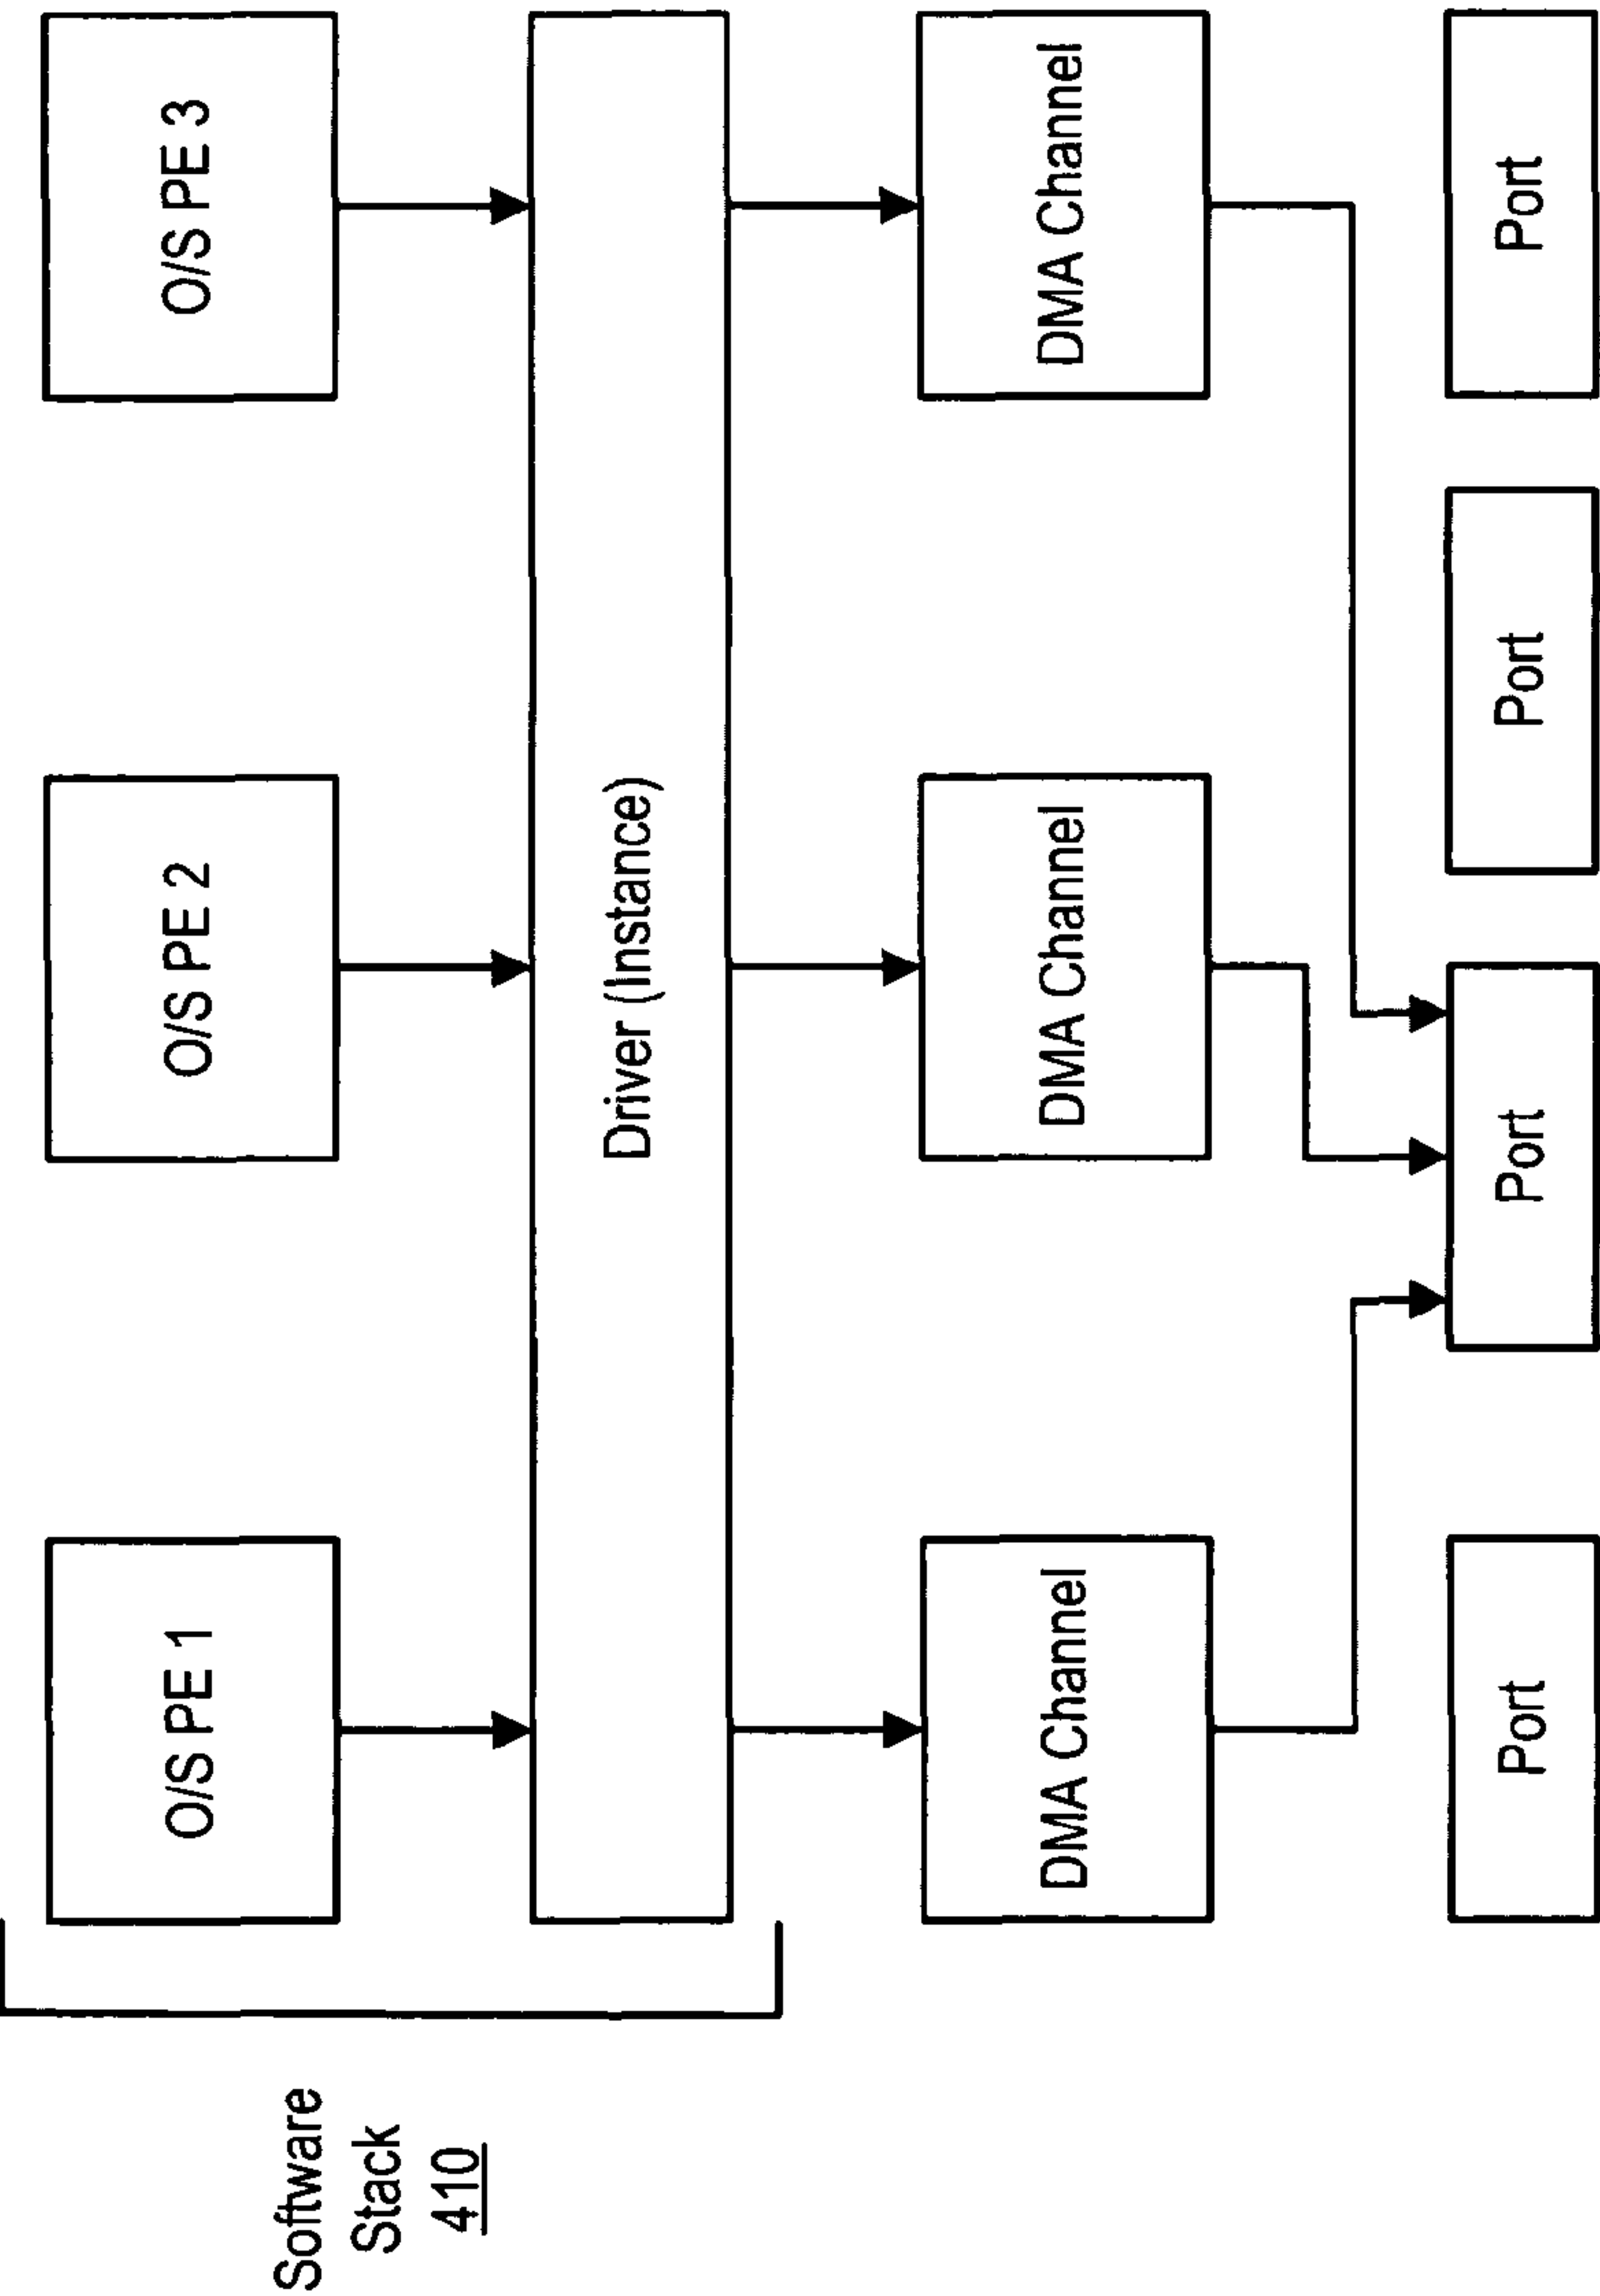 Software
Stack
410
O/S PE 1
O/S PE 2
O/S PE 3
Driver (Instance)
DMA Channel
DMA Channel
DMA Channel
Port
Port
Port
Port